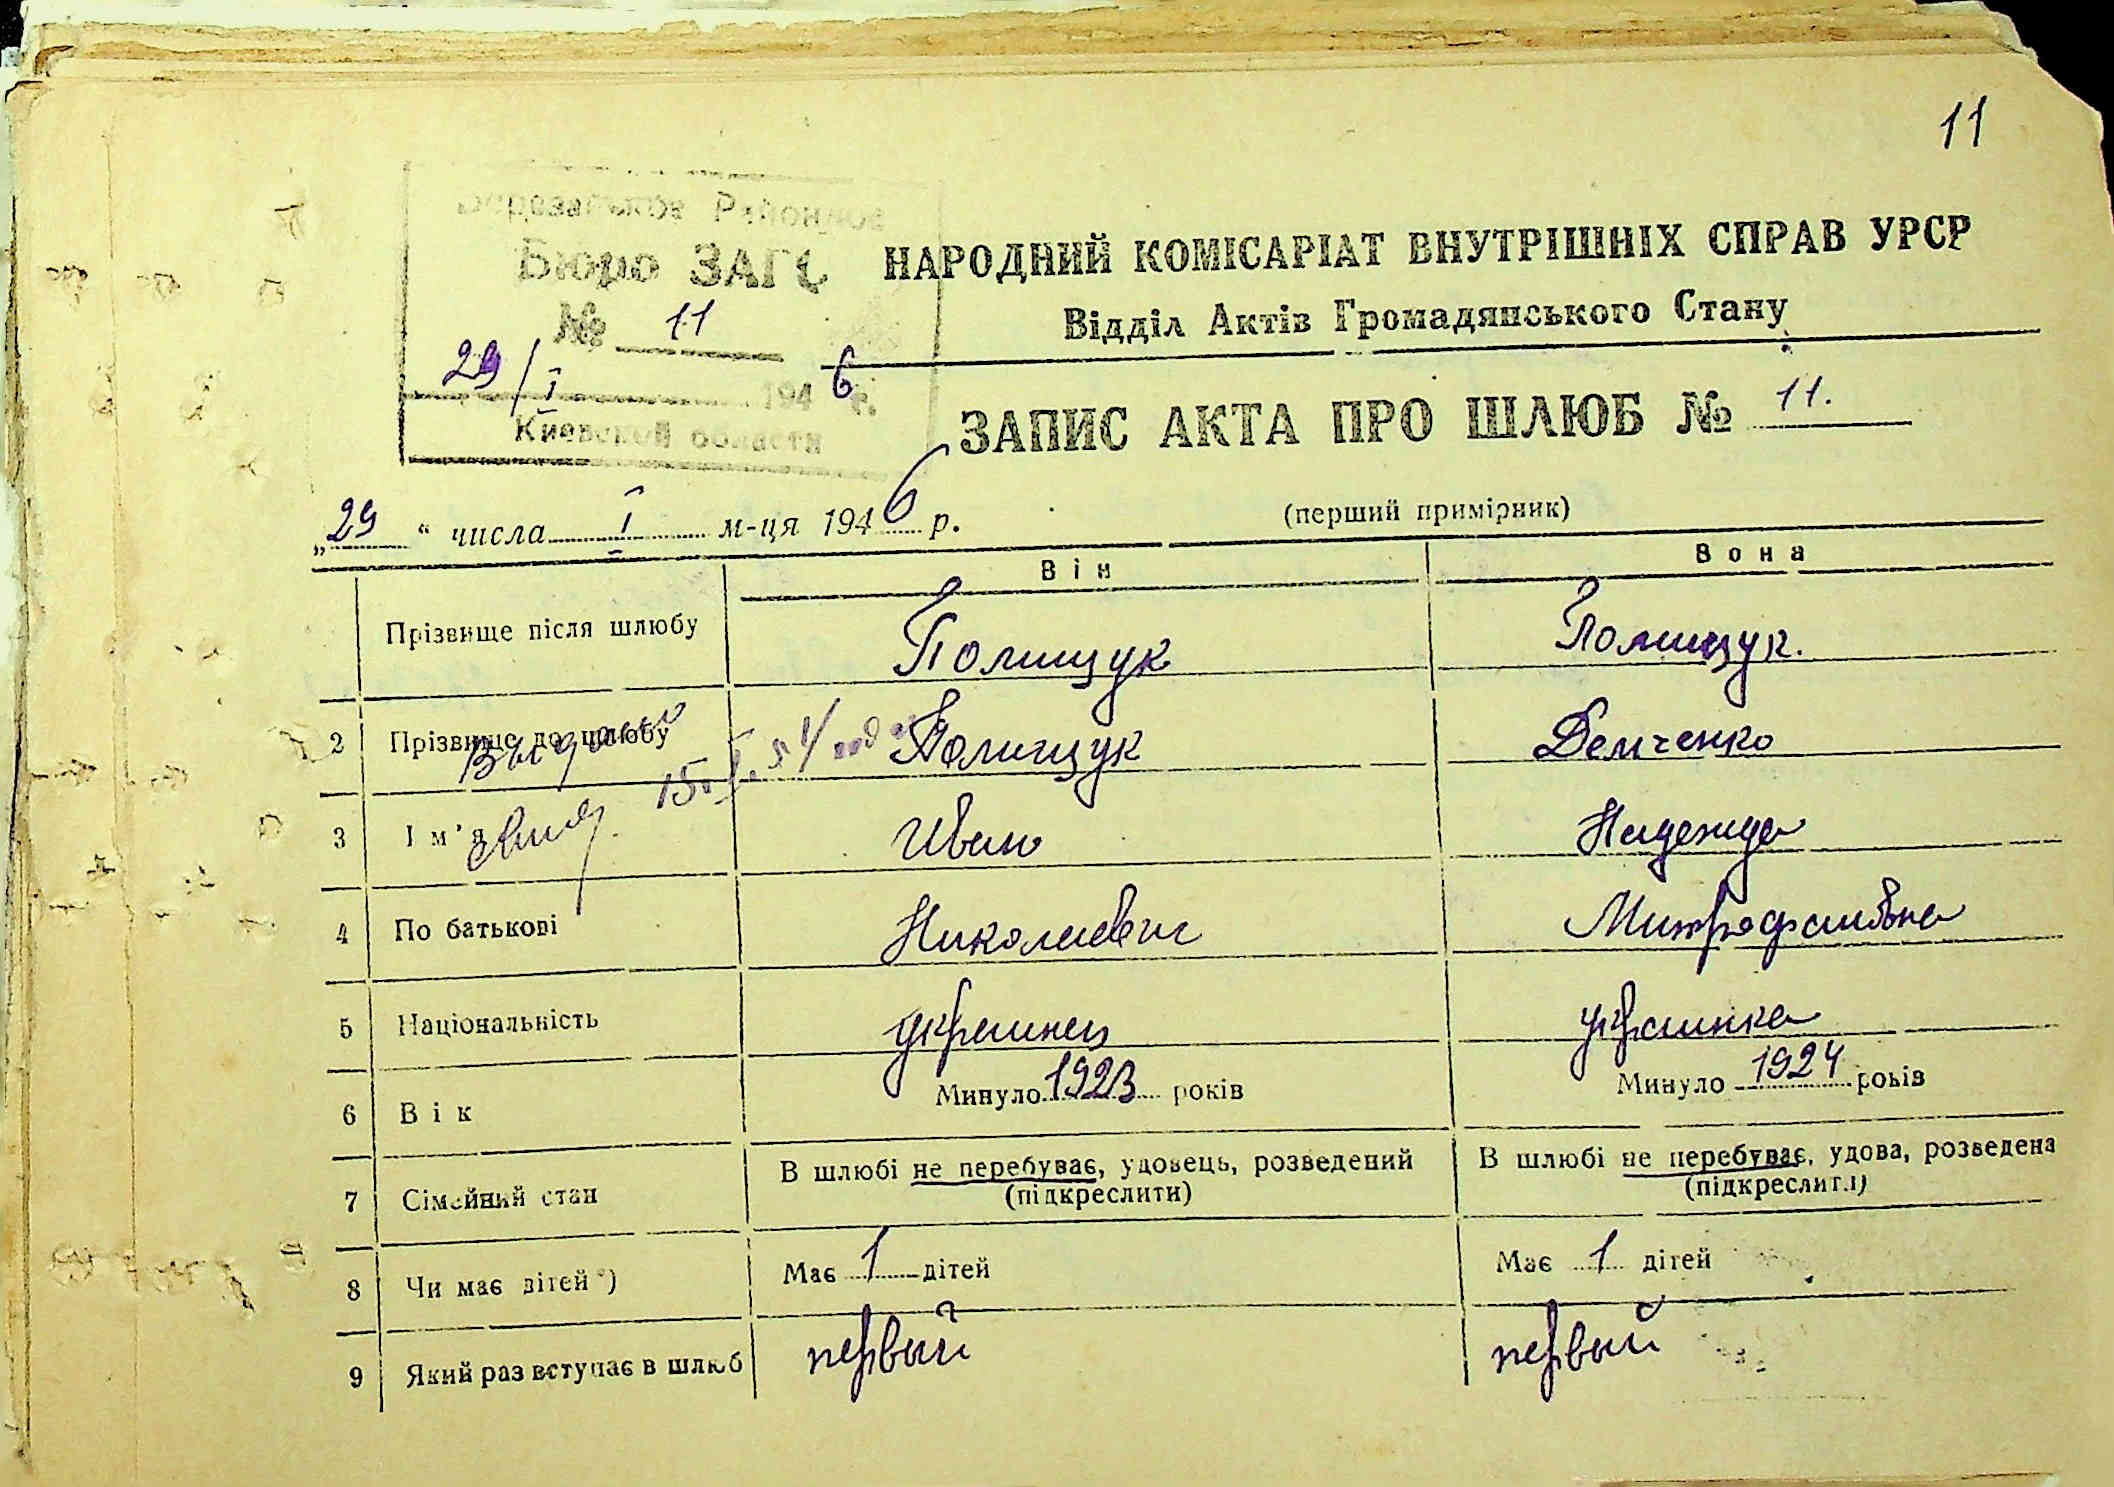 11
Районное
Бюро ЗАГС
№ 11
29/I 1946 г.
Киевской области
НАРОДНИЙ КОМІСАРІАТ ВНУТРІШНІХ СПРАВ УРСР
Відділ Актів Громадянського Стану
ЗАПИС АКТА ПРО ШЛЮБ № 11.
(перший примірник)
„29“ числа I м-ця 1946 р.
Він Вона
Прізвище після шлюбу Полищук Полищук.
2 Прізвище до шлюбу Полищук Демченко
15.I.54 год
3 Ім'я Иван Надежда
4 По батькові Николаевич Митрофановна
5 Національність украинец украинка
6 Вік Минуло 1923 років Минуло 1924 років
7 Сімейний стан В шлюбі не перебуває, удовець, розведений (підкреслити) В шлюбі не перебуває, удова, розведена (підкреслити)
8 Чи має дітей*) Має 1 дітей Має 1 дітей
9 Який раз вступає в шлюб первый первый